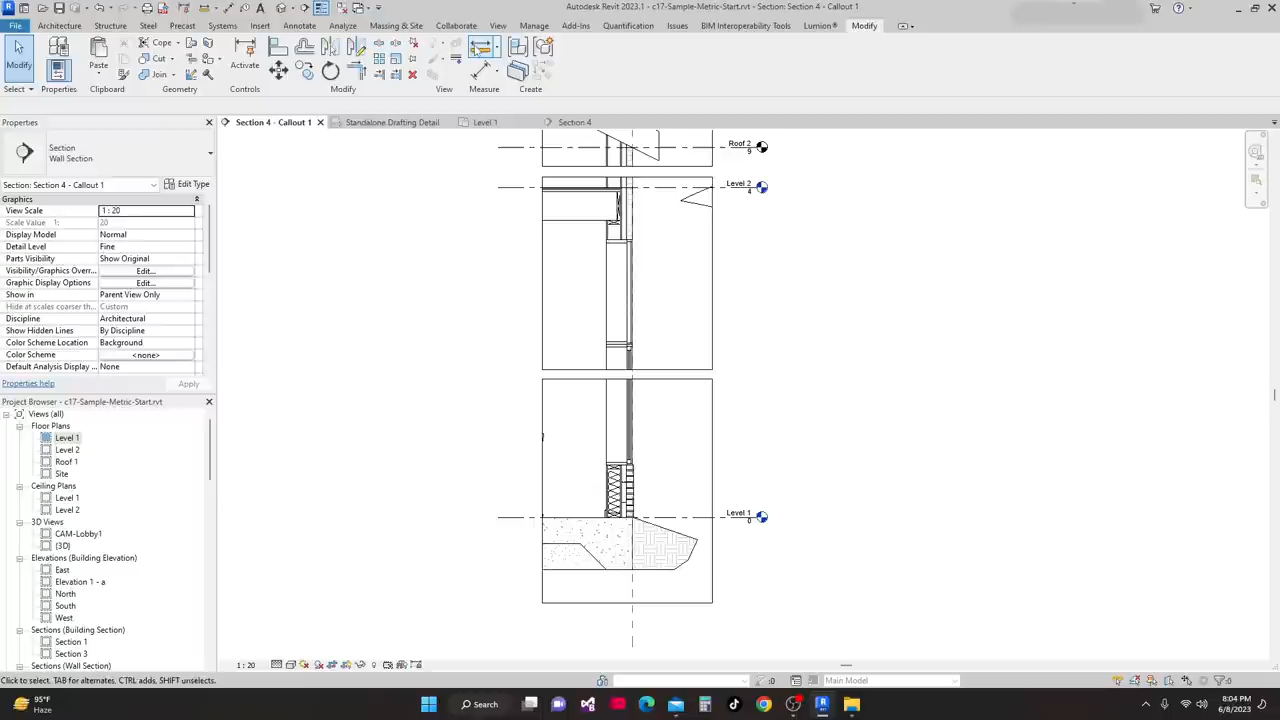 Autodesk Revit 2023.1 - c17-Sample-Metric-Start.rvt - Section: Section 4 - Callout 1
File Architecture Structure Steel Precast Systems Insert Annotate Analyze Massing & Site Collaborate View Manage Add-Ins Quantification Issues BIM Interoperability Tools Lumion® Modify
Cope
Cut
Join
Modify Paste Activate
Select Properties Clipboard Geometry Controls Modify View Measure Create
Properties
Section 4 - Callout 1 Standalone Drafting Detail Level 1 Section 4
Section
Wall Section
Section: Section 4 - Callout 1 Edit Type
Graphics
View Scale 1 : 20
Scale Value 1: 20
Display Model Normal
Detail Level Fine
Parts Visibility Show Original
Visibility/Graphics Overr... Edit...
Graphic Display Options Edit...
Show in Parent View Only
Hide at scales coarser th... Custom
Discipline Architectural
Show Hidden Lines By Discipline
Color Scheme Location Background
Color Scheme <none>
Default Analysis Display ... None
Properties help Apply
Project Browser - c17-Sample-Metric-Start.rvt
Views (all)
Floor Plans
Level 1
Level 2
Roof 1
Site
Ceiling Plans
Level 1
Level 2
3D Views
CAM-Lobby1
{3D}
Elevations (Building Elevation)
East
Elevation 1 - a
North
South
West
Sections (Building Section)
Section 1
Section 3
Sections (Wall Section)
Roof 2
9
Level 2
4
Level 1
0
1 : 20
Click to select, TAB for alternates, CTRL adds, SHIFT unselects.
:0
Main Model
:0
95°F
Haze
Search
8:04 PM
6/8/2023